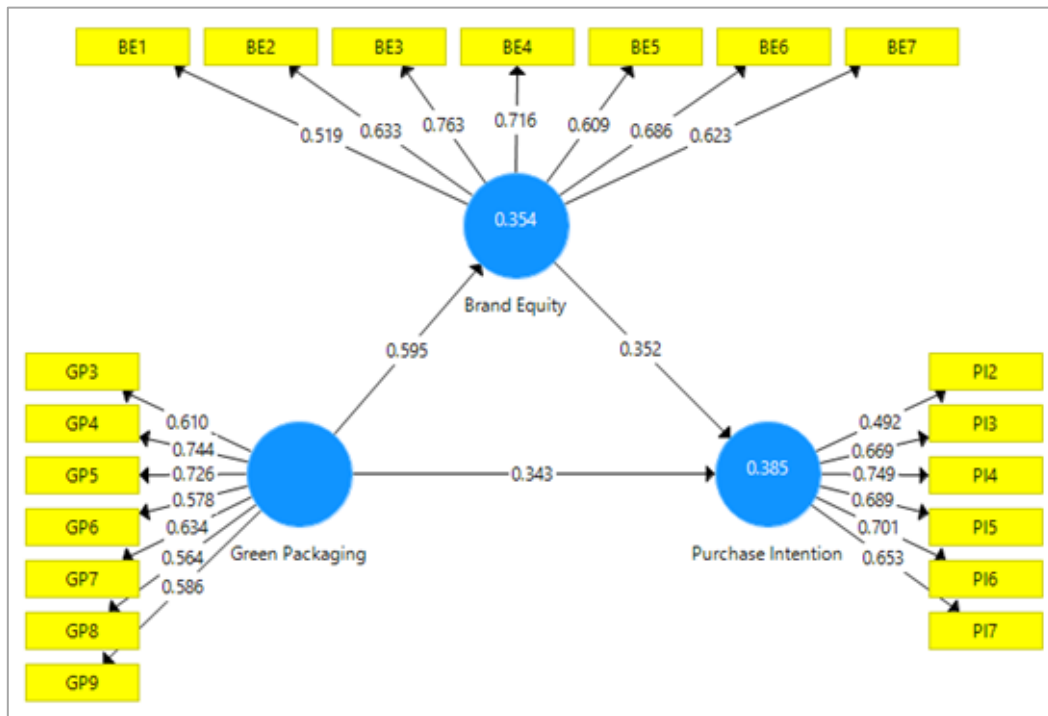 BE1 BE2 BE3 BE4 BE5 BE6 BE7
0.519 0.633 0.763 0.716 0.609 0.686 0.623
0.354
Brand Equity
0.595 0.352
GP3
GP4
GP5
GP6
GP7
GP8
GP9
0.610
0.744
0.726
0.578
0.634
0.564
0.586
Green Packaging
0.343
0.385
Purchase Intention
0.492
0.669
0.749
0.689
0.701
0.653
PI2
PI3
PI4
PI5
PI6
PI7